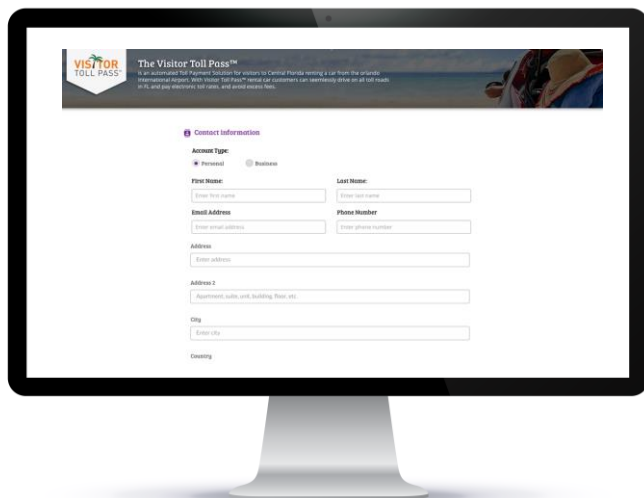 VISITOR
TOLL PASS™
The Visitor Toll Pass™
is an automated Toll Payment Solution for visitors to Central Florida renting a car from the orlando
International Airport. With Visitor Toll Pass™ rental car customers can seemlessly drive on all toll roads
in FL and pay electronic toll rates, and avoid excess fees.
Contact information
Account Type:
Personal Business
First Name: Last Name:
Enter first name Enter last name
Email Address Phone Number
Enter email address Enter phone number
Address
Enter address
Address 2
Apartment, suite, unit, building, floor, etc.
City
Enter city
Country